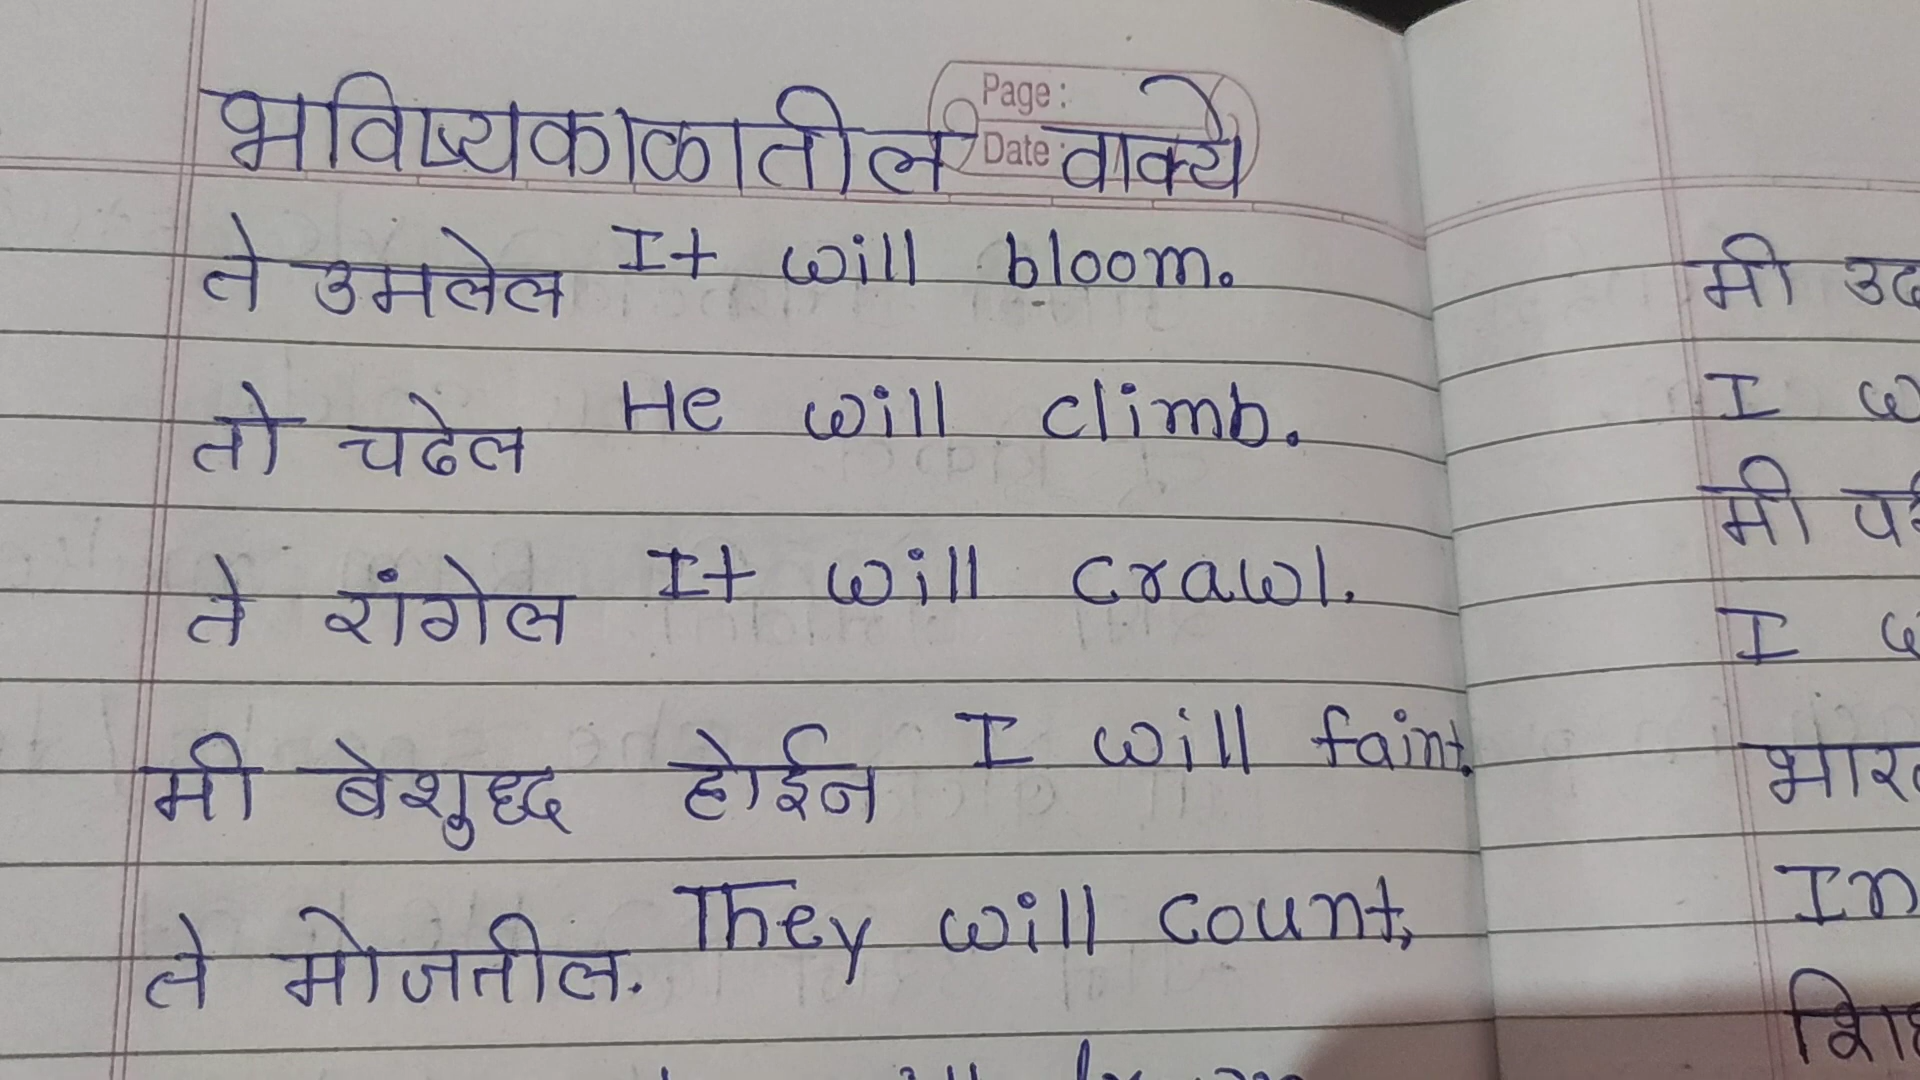 Page:
Date:
भविष्यकाळातील वाक्ये
ते उमलेल It will bloom.
तो चढेल He will climb.
ते रांगेल It will crawl.
मी बेशुद्ध होईन I will faint.
ते मोजतील. They will count.
मी
I
मी
I